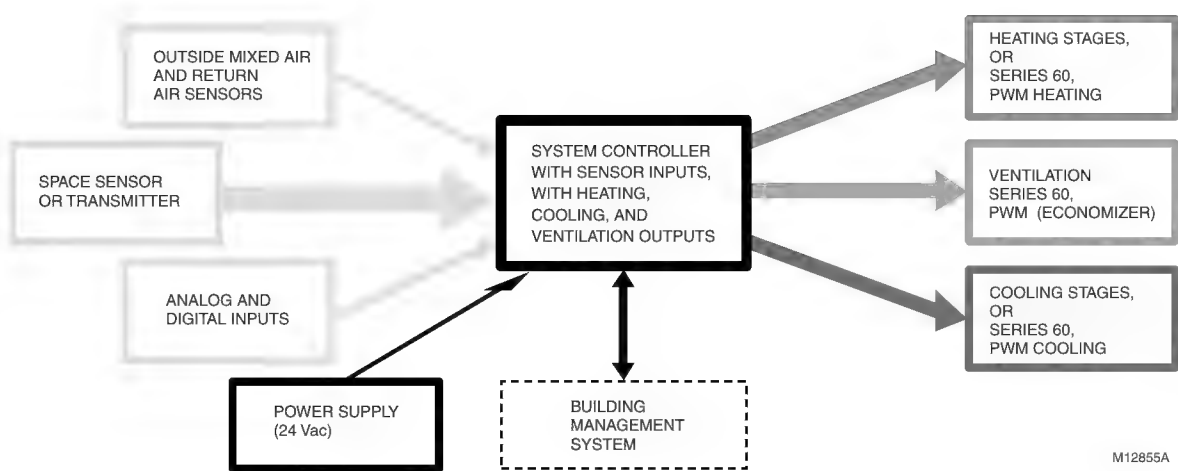 OUTSIDE MIXED AIR
AND RETURN
AIR SENSORS
SPACE SENSOR
OR TRANSMITTER
ANALOG AND
DIGITAL INPUTS
POWER SUPPLY
(24 Vac)
SYSTEM CONTROLLER
WITH SENSOR INPUTS,
WITH HEATING,
COOLING, AND
VENTILATION OUTPUTS
BUILDING
MANAGEMENT
SYSTEM
HEATING STAGES,
OR
SERIES 60,
PWM HEATING
VENTILATION
SERIES 60,
PWM (ECONOMIZER)
COOLING STAGES,
OR
SERIES 60,
PWM COOLING
M12855A